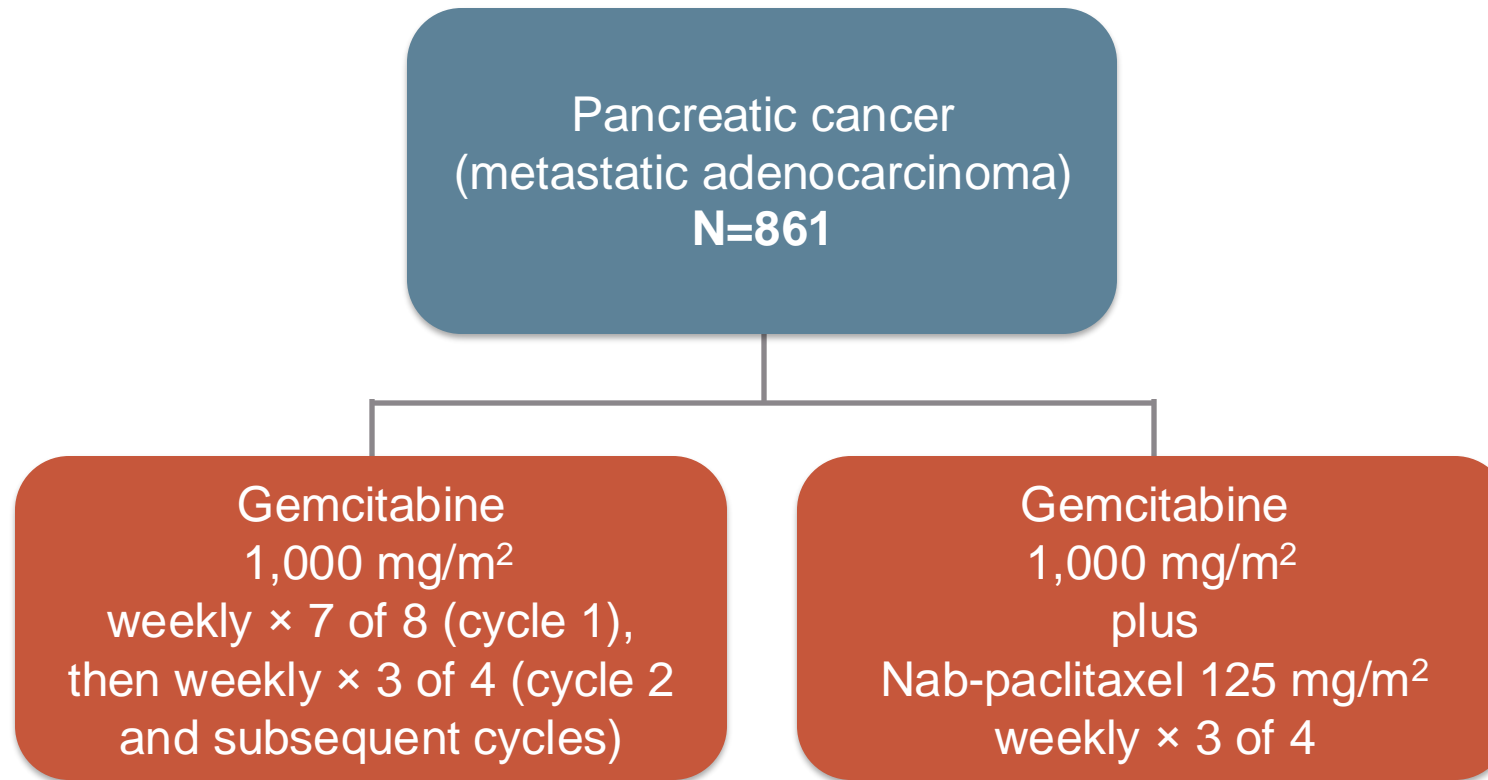 Pancreatic cancer
(metastatic adenocarcinoma)
N=861
Gemcitabine
1,000 mg/m²
weekly × 7 of 8 (cycle 1),
then weekly × 3 of 4 (cycle 2
and subsequent cycles)
Gemcitabine
1,000 mg/m²
plus
Nab-paclitaxel 125 mg/m²
weekly × 3 of 4